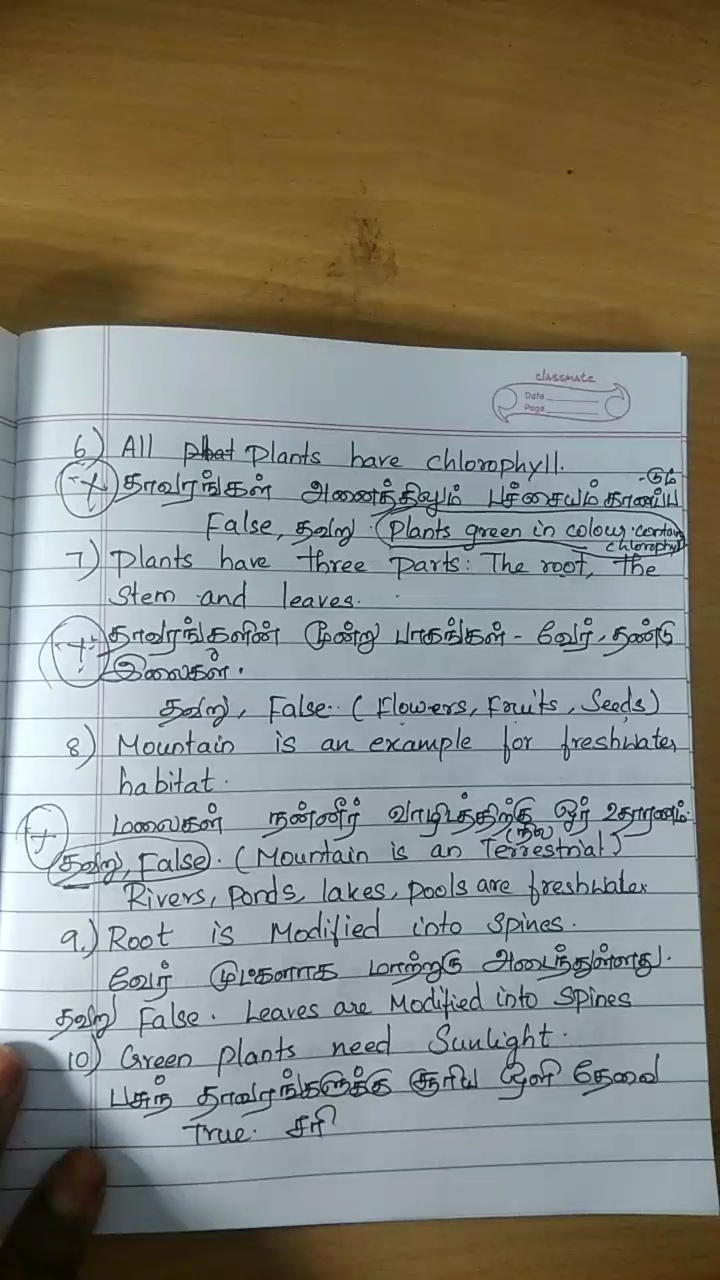 classmate
Date
Page
6) All plbat plants have chlorophyll.
-டும்
+ தாவரங்கள் அனைத்திலும் பச்சையம் காணப்ப
False, தவறு. (Plants green in colour contain
chlorophyll
7) Plants have three parts: The root, the
stem and leaves.
+ தாவரங்களின் மூன்று பாகங்கள் - வேர், தண்டு
இலைகள்.
தவறு, False. (Flowers, Fruits, Seeds)
8) Mountain is an example for freshwater
habitat.
+ மலைகள் நன்னீர் வாழிடத்திற்கு ஓர் உதாரணம்.
(நில
தவறு, False. (Mountain is an Terrestrial)
Rivers, ponds, lakes, pools are freshwater
9.) Root is Modified into spines.
வேர் முட்களாக மாற்றுரு அடைந்துள்ளது.
தவறு False. Leaves are Modified into spines
10) Green plants need Sunlight.
பசுந் தாவரங்களுக்கு சூரிய ஒளி தேவை
True. சரி